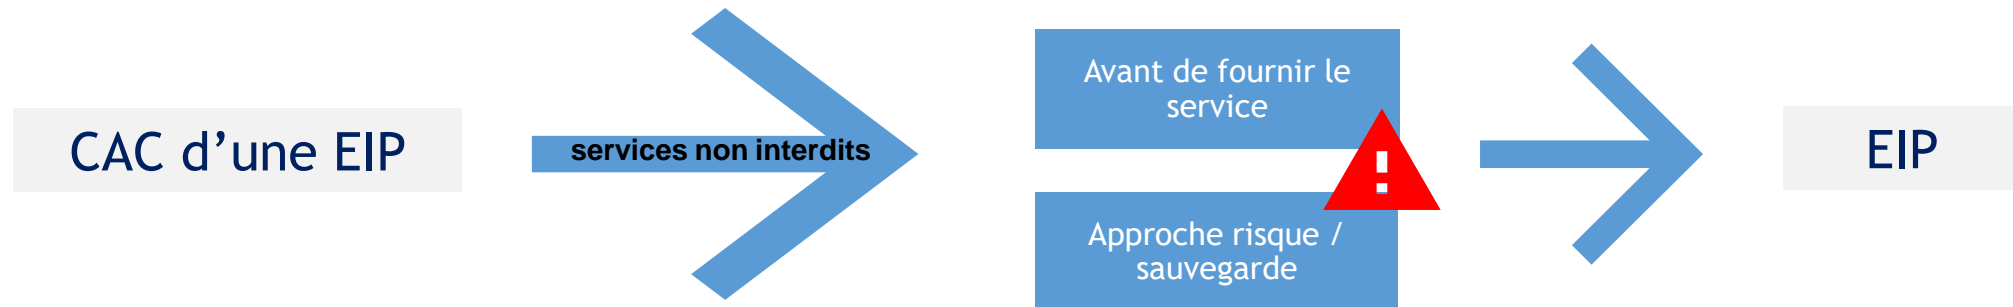 CAC d’une EIP
services non interdits
Avant de fournir le
service
!
Approche risque /
sauvegarde
EIP